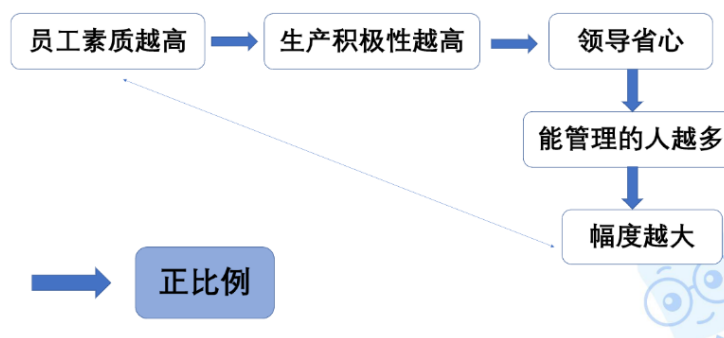 员工素质越高
生产积极性越高
领导省心
能管理的人越多
幅度越大
正比例